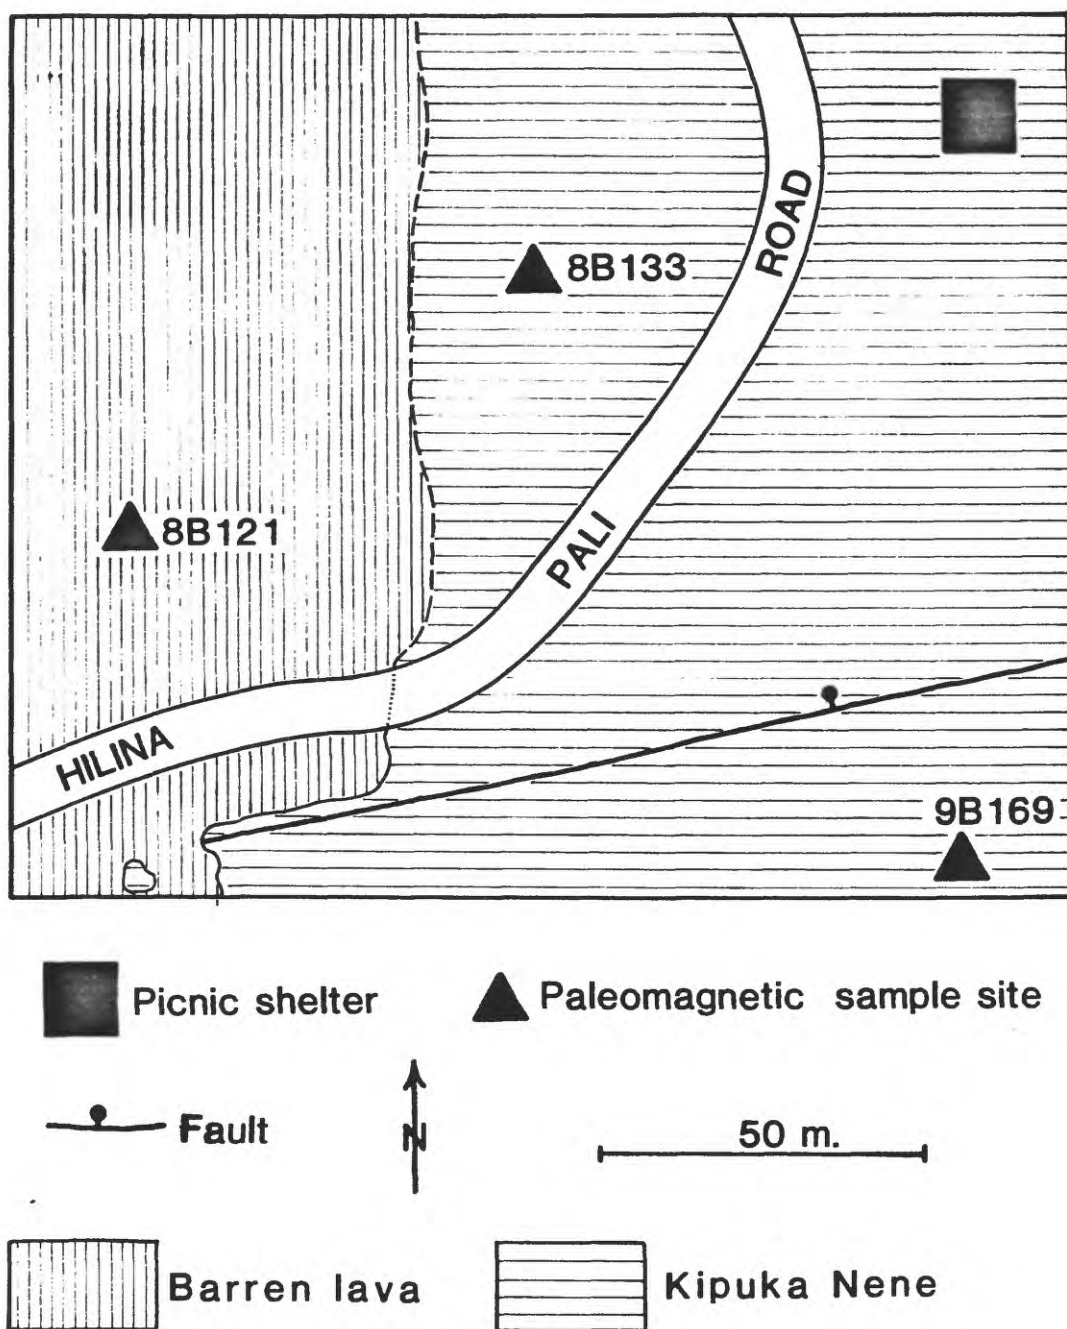 ROAD
8B133
PALI
8B121
HILINA
9B169
Picnic shelter
Paleomagnetic sample site
Fault
N
50 m.
Barren lava
Kipuka Nene